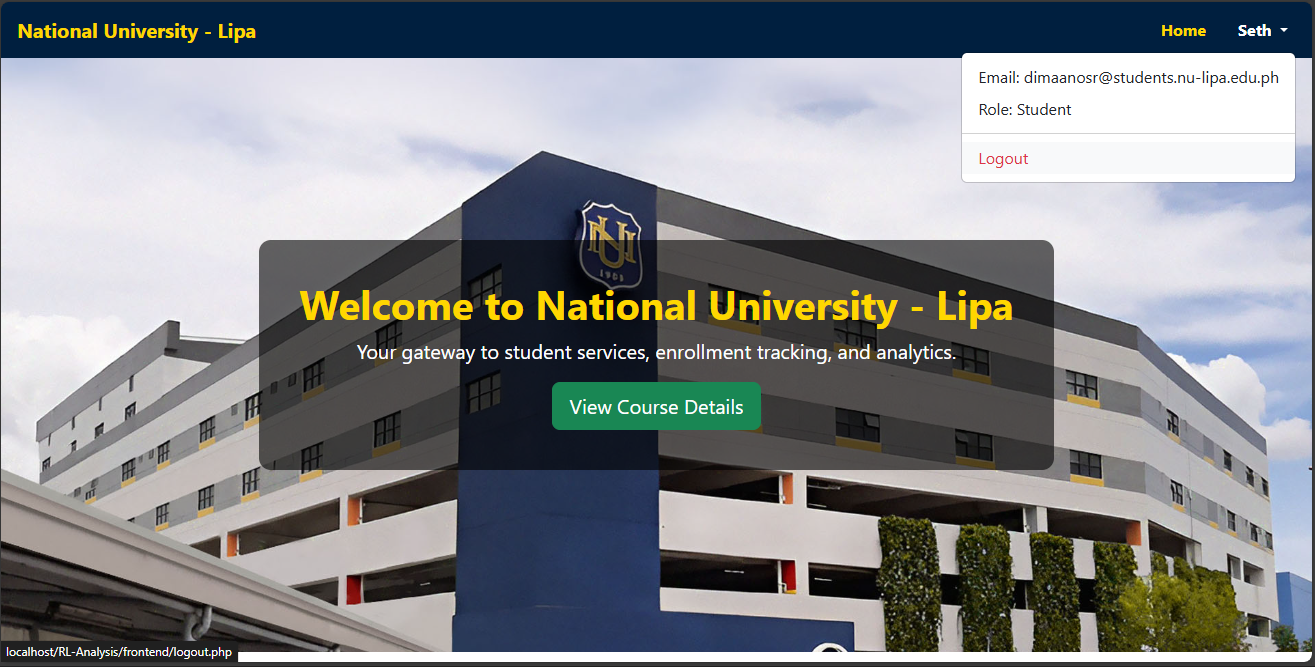 National University - Lipa
Home
Seth
Email: dimaanosr@students.nu-lipa.edu.ph
Role: Student
Logout
NU
1900
Welcome to National University - Lipa
Your gateway to student services, enrollment tracking, and analytics.
View Course Details
localhost/RL-Analysis/frontend/logout.php